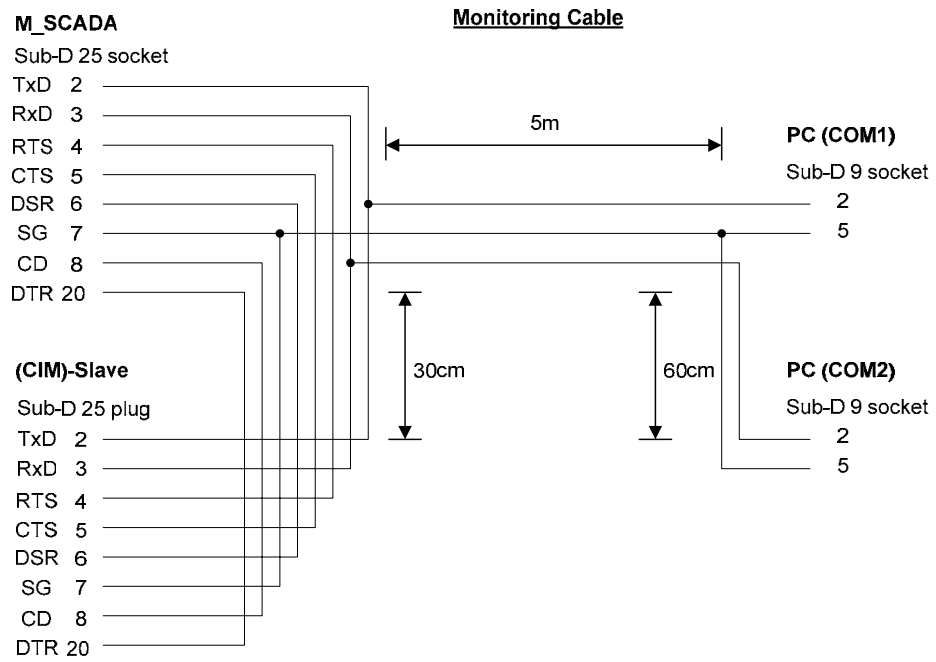 Monitoring Cable
M_SCADA
Sub-D 25 socket
TxD 2
RxD 3
RTS 4
CTS 5
DSR 6
SG 7
CD 8
DTR 20
5m
PC (COM1)
Sub-D 9 socket
2
5
30cm
60cm
(CIM)-Slave
Sub-D 25 plug
TxD 2
RxD 3
RTS 4
CTS 5
DSR 6
SG 7
CD 8
DTR 20
PC (COM2)
Sub-D 9 socket
2
5